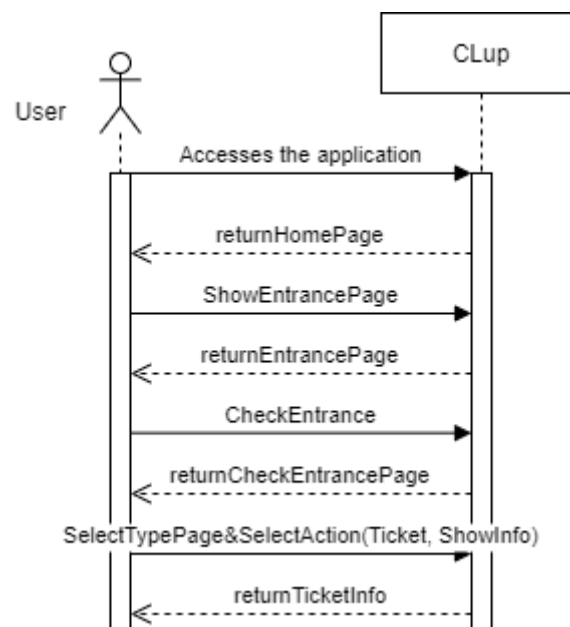 CLup
User
Accesses the application
returnHomePage
ShowEntrancePage
returnEntrancePage
CheckEntrance
returnCheckEntrancePage
SelectTypePage&SelectAction(Ticket, ShowInfo)
returnTicketInfo